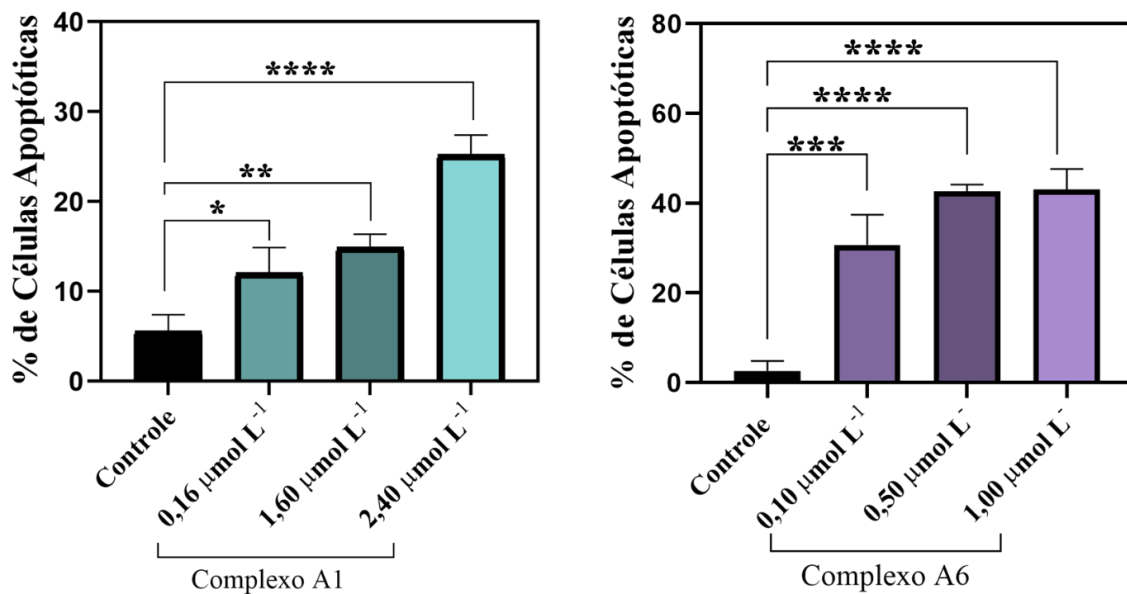 % de Células Apoptóticas
40
30
20
10
0
****
**
*
Controle
0,16 µmol L⁻¹
1,60 µmol L⁻¹
2,40 µmol L⁻¹
Complexo A1
% de Células Apoptóticas
80
60
40
20
0
****
****
***
Controle
0,10 µmol L⁻¹
0,50 µmol L⁻
1,00 µmol L⁻
Complexo A6